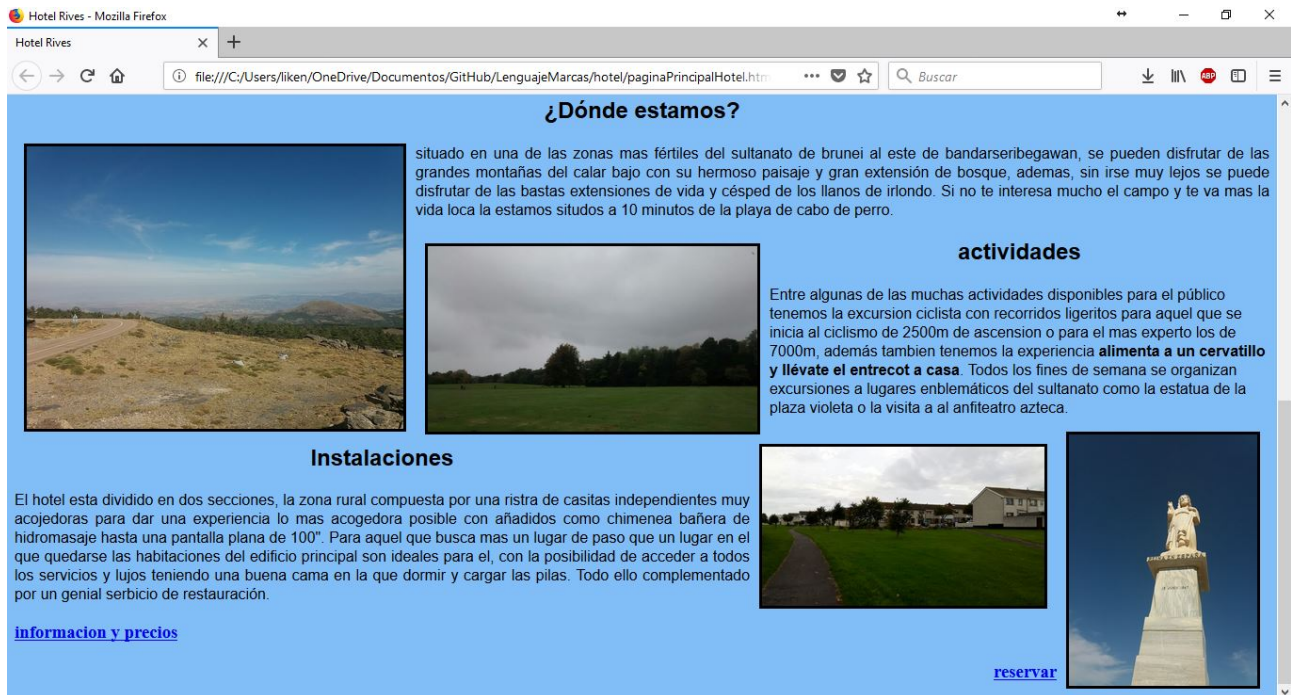 Hotel Rives - Mozilla Firefox
Hotel Rives
file:///C:/Users/liken/OneDrive/Documentos/GitHub/LenguajeMarcas/hotel/paginaPrincipalHotel.htm
Buscar
ABP
¿Dónde estamos?
situado en una de las zonas mas fértiles del sultanato de brunei al este de bandarseribegawan, se pueden disfrutar de las
grandes montañas del calar bajo con su hermoso paisaje y gran extensión de bosque, ademas, sin irse muy lejos se puede
disfrutar de las bastas extensiones de vida y césped de los llanos de irlondo. Si no te interesa mucho el campo y te va mas la
vida loca la estamos situdos a 10 minutos de la playa de cabo de perro.
actividades
Entre algunas de las muchas actividades disponibles para el público
tenemos la excursion ciclista con recorridos ligeritos para aquel que se
inicia al ciclismo de 2500m de ascension o para el mas experto los de
7000m, además tambien tenemos la experiencia alimenta a un cervatillo
y llévate el entrecot a casa. Todos los fines de semana se organizan
excursiones a lugares enblemáticos del sultanato como la estatua de la
plaza violeta o la visita a al anfiteatro azteca.
Instalaciones
El hotel esta dividido en dos secciones, la zona rural compuesta por una ristra de casitas independientes muy
acojedoras para dar una experiencia lo mas acogedora posible con añadidos como chimenea bañera de
hidromasaje hasta una pantalla plana de 100". Para aquel que busca mas un lugar de paso que un lugar en el
que quedarse las habitaciones del edificio principal son ideales para el, con la posibilidad de acceder a todos
los servicios y lujos teniendo una buena cama en la que dormir y cargar las pilas. Todo ello complementado
por un genial serbicio de restauración.
informacion y precios
reservar